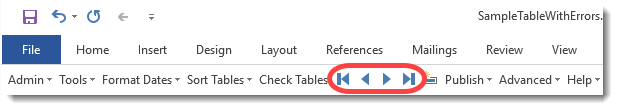 SampleTableWithErrors.
File Home Insert Design Layout References Mailings Review View
Admin Tools Format Dates Sort Tables Check Tables Publish Advanced Help